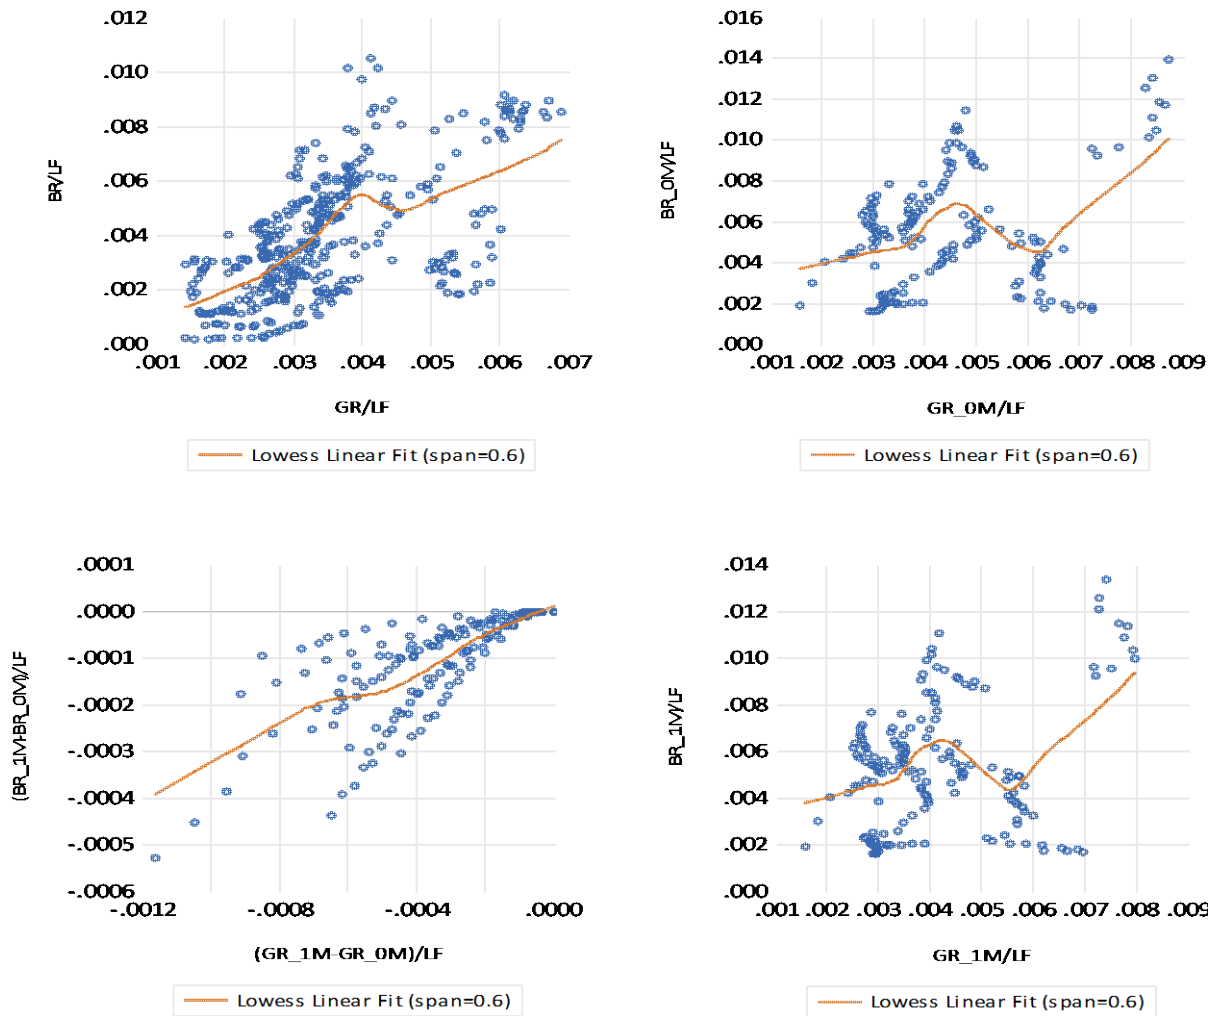 .012
.010
.008
.006
.004
.002
.000
BR/LF
.001 .002 .003 .004 .005 .006 .007
GR/LF
Lowess Linear Fit (span=0.6)
.016
.014
.012
.010
.008
.006
.004
.002
.000
BR_0M/LF
.001 .002 .003 .004 .005 .006 .007 .008 .009
GR_0M/LF
Lowess Linear Fit (span=0.6)
.0001
.0000
-.0001
-.0002
-.0003
-.0004
-.0005
-.0006
(BR_1M-BR_0M)/LF
-.0012 -.0008 -.0004 .0000
(GR_1M-GR_0M)/LF
Lowess Linear Fit (span=0.6)
.014
.012
.010
.008
.006
.004
.002
.000
BR_1M/LF
.001 .002 .003 .004 .005 .006 .007 .008 .009
GR_1M/LF
Lowess Linear Fit (span=0.6)